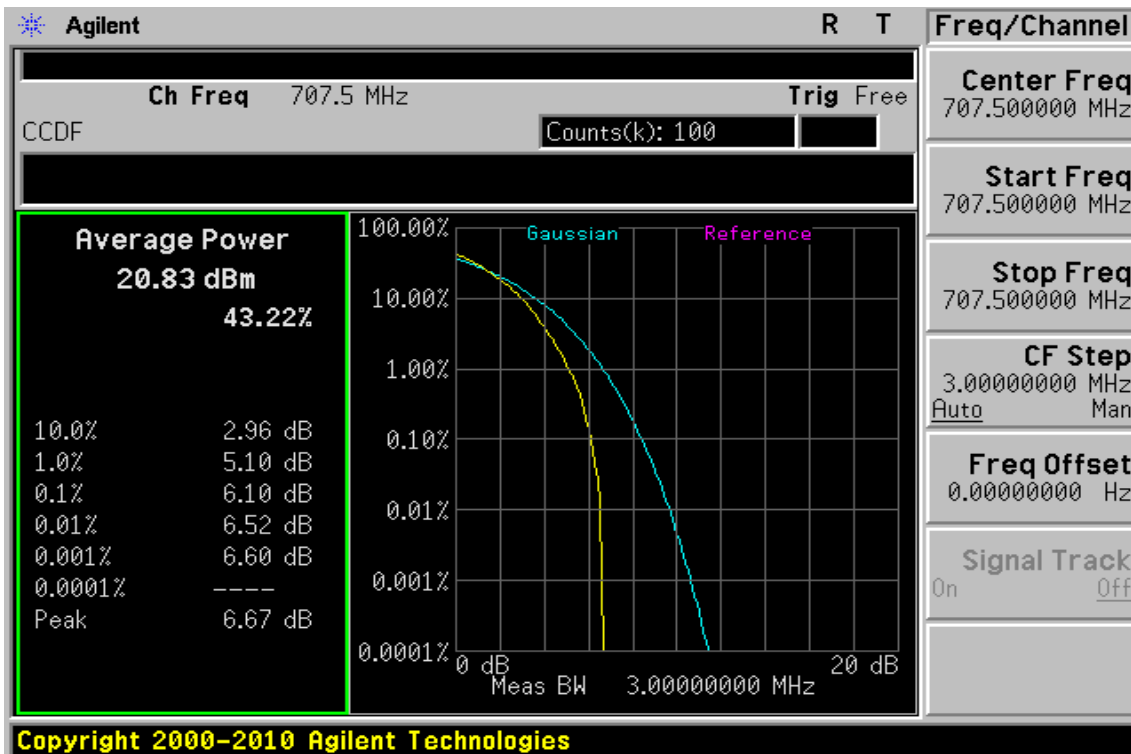 Agilent R T
Ch Freq 707.5 MHz Trig Free
CCDF Counts(k): 100
Average Power
20.83 dBm
43.22%
10.0% 2.96 dB
1.0% 5.10 dB
0.1% 6.10 dB
0.01% 6.52 dB
0.001% 6.60 dB
0.0001% ----
Peak 6.67 dB
Gaussian Reference
100.00%
10.00%
1.00%
0.10%
0.01%
0.001%
0.0001%
0 dB 20 dB
Meas BW 3.00000000 MHz
Freq/Channel
Center Freq
707.500000 MHz
Start Freq
707.500000 MHz
Stop Freq
707.500000 MHz
CF Step
3.00000000 MHz
Auto Man
Freq Offset
0.00000000 Hz
Signal Track
On Off
Copyright 2000-2010 Agilent Technologies